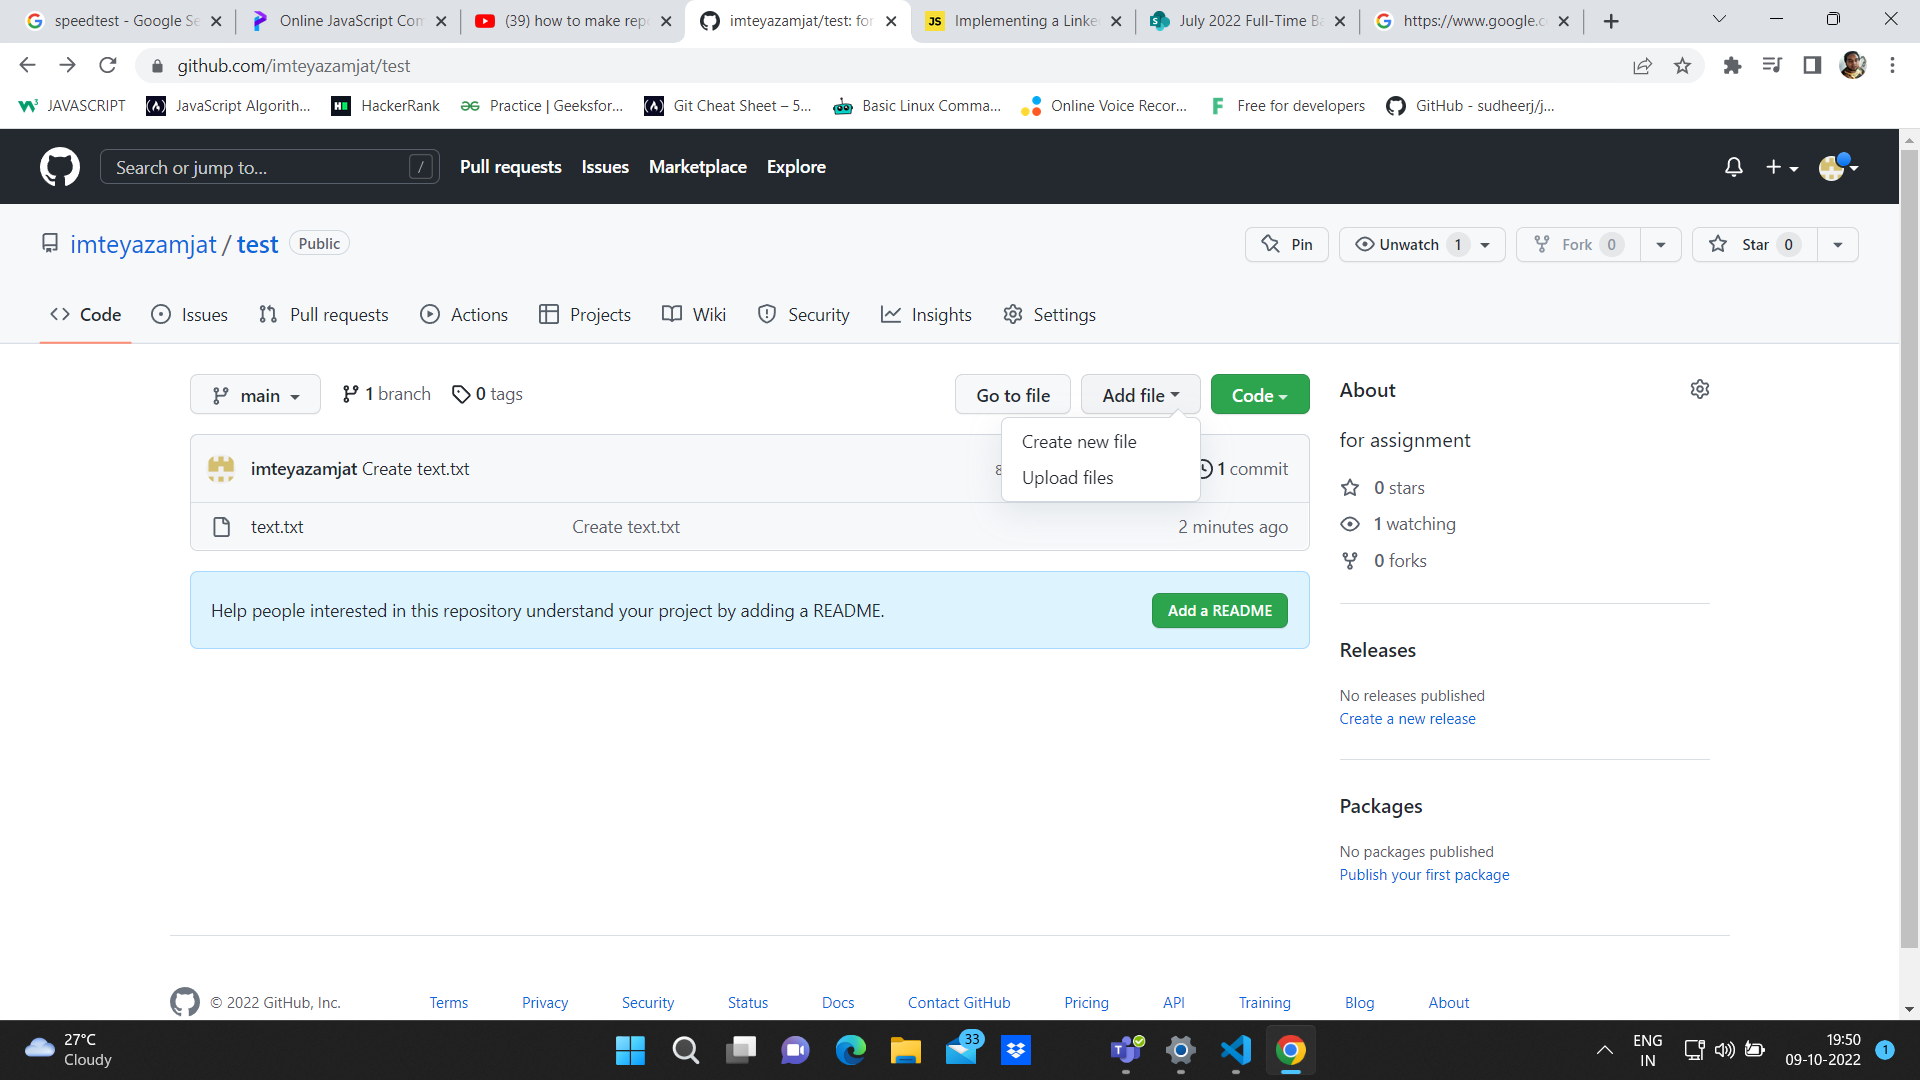 speedtest - Google Se
Online JavaScript Com
(39) how to make repo
imteyazamjat/test: for
JS Implementing a Linke
July 2022 Full-Time Ba
https://www.google.c
github.com/imteyazamjat/test
JAVASCRIPT
JavaScript Algorith...
HackerRank
Practice | Geeksfor...
Git Cheat Sheet – 5...
Basic Linux Comma...
Online Voice Recor...
Free for developers
GitHub - sudheerj/j...
Search or jump to... /
Pull requests
Issues
Marketplace
Explore
imteyazamjat / test Public
Pin
Unwatch 1
Fork 0
Star 0
Code
Issues
Pull requests
Actions
Projects
Wiki
Security
Insights
Settings
main
1 branch
0 tags
Go to file
Add file
Code
Create new file
Upload files
imteyazamjat Create text.txt
1 commit
text.txt
Create text.txt
2 minutes ago
Help people interested in this repository understand your project by adding a README.
Add a README
About
for assignment
0 stars
1 watching
0 forks
Releases
No releases published
Create a new release
Packages
No packages published
Publish your first package
© 2022 GitHub, Inc.
Terms
Privacy
Security
Status
Docs
Contact GitHub
Pricing
API
Training
Blog
About
27°C
Cloudy
33
ENG
IN
19:50
09-10-2022
1